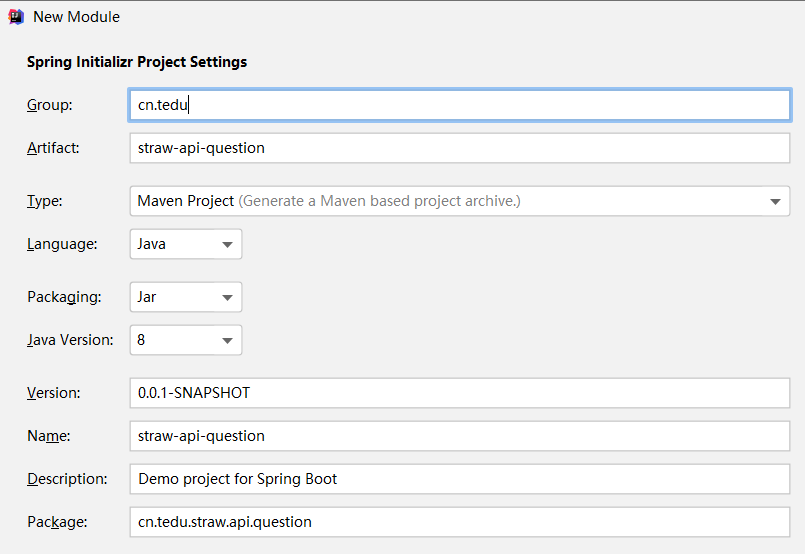 New Module
Spring Initializr Project Settings
Group: cn.tedu
Artifact: straw-api-question
Type: Maven Project (Generate a Maven based project archive.)
Language: Java
Packaging: Jar
Java Version: 8
Version: 0.0.1-SNAPSHOT
Name: straw-api-question
Description: Demo project for Spring Boot
Package: cn.tedu.straw.api.question